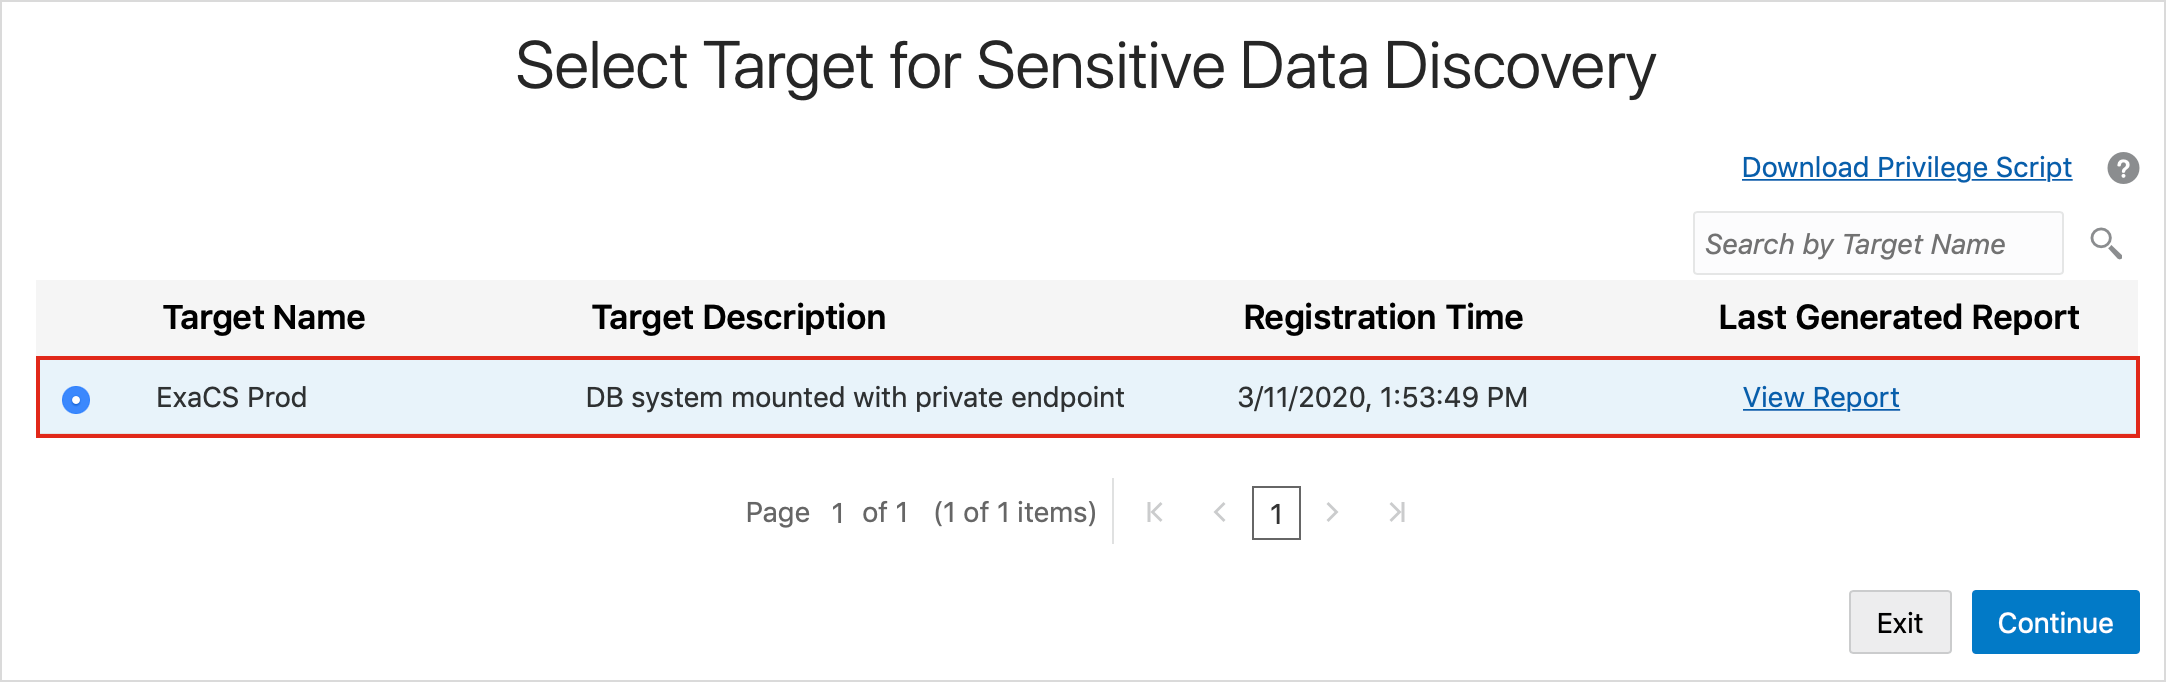 Select Target for Sensitive Data Discovery
Download Privilege Script ?
Search by Target Name
Target Name Target Description Registration Time Last Generated Report
ExaCS Prod DB system mounted with private endpoint 3/11/2020, 1:53:49 PM View Report
Page 1 of 1 (1 of 1 items) 1
Exit Continue